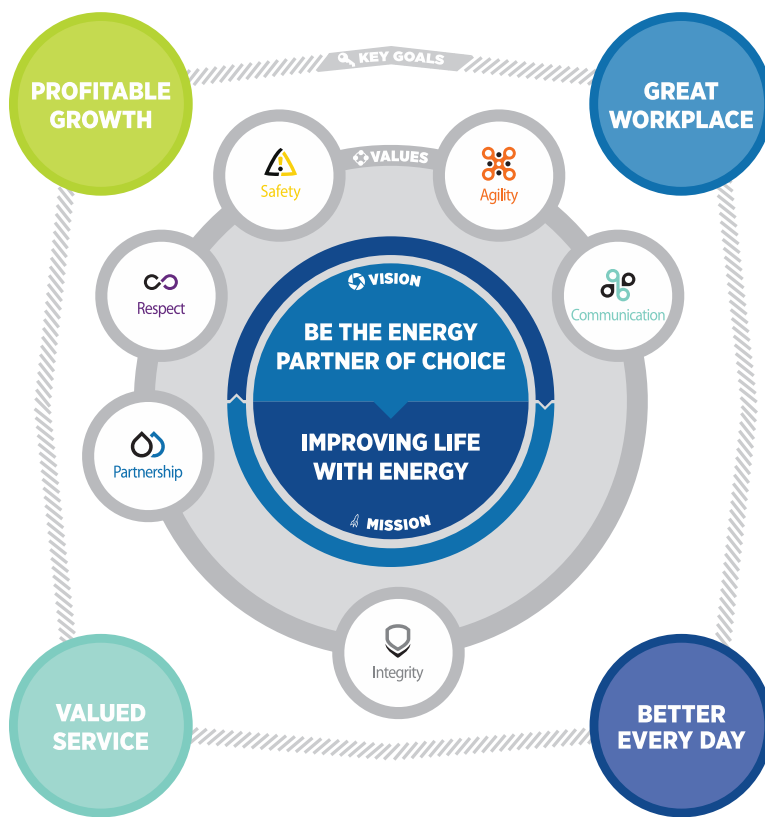 KEY GOALS
PROFITABLE
GROWTH
GREAT
WORKPLACE
VALUES
Safety
Agility
Respect
Communication
Partnership
Integrity
VISION
BE THE ENERGY
PARTNER OF CHOICE
IMPROVING LIFE
WITH ENERGY
MISSION
VALUED
SERVICE
BETTER
EVERY DAY